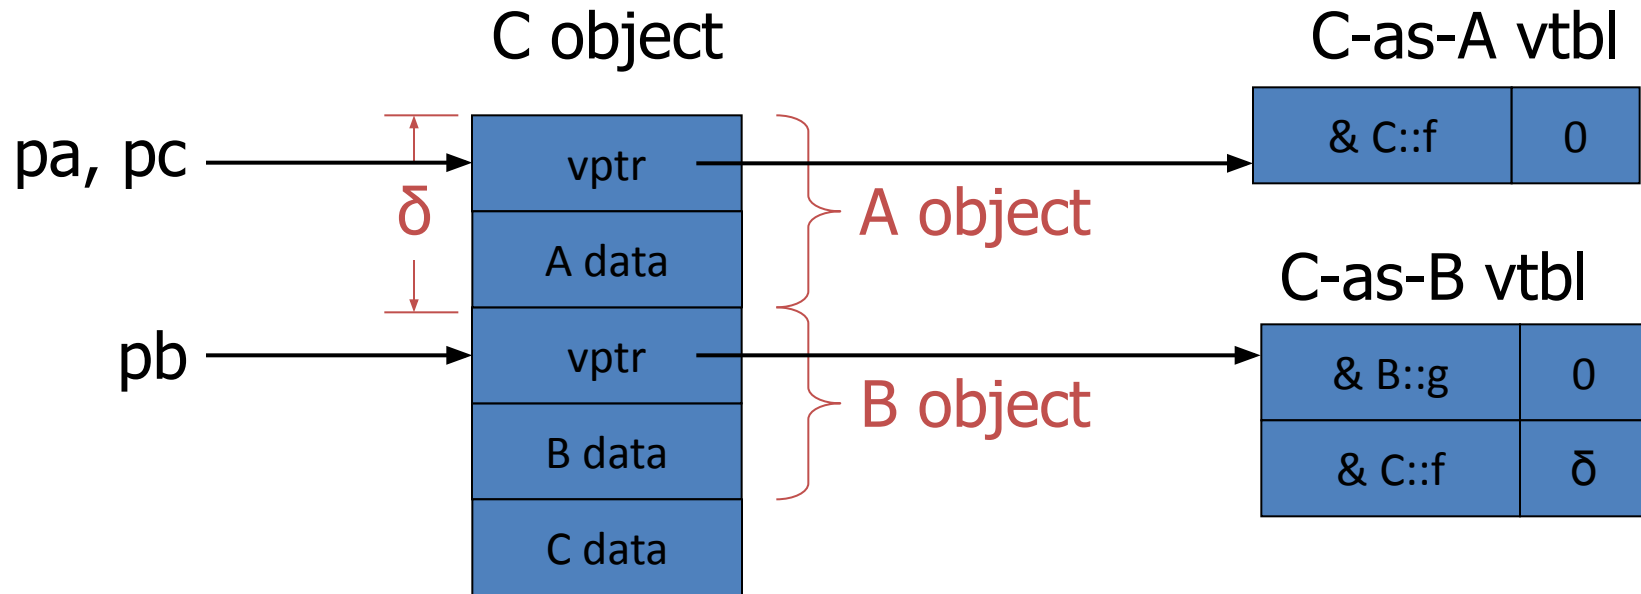 C object
C-as-A vtbl
pa, pc
δ
vptr
A data
A object
& C::f 0
C-as-B vtbl
pb
vptr
B data
C data
B object
& B::g 0
& C::f δ